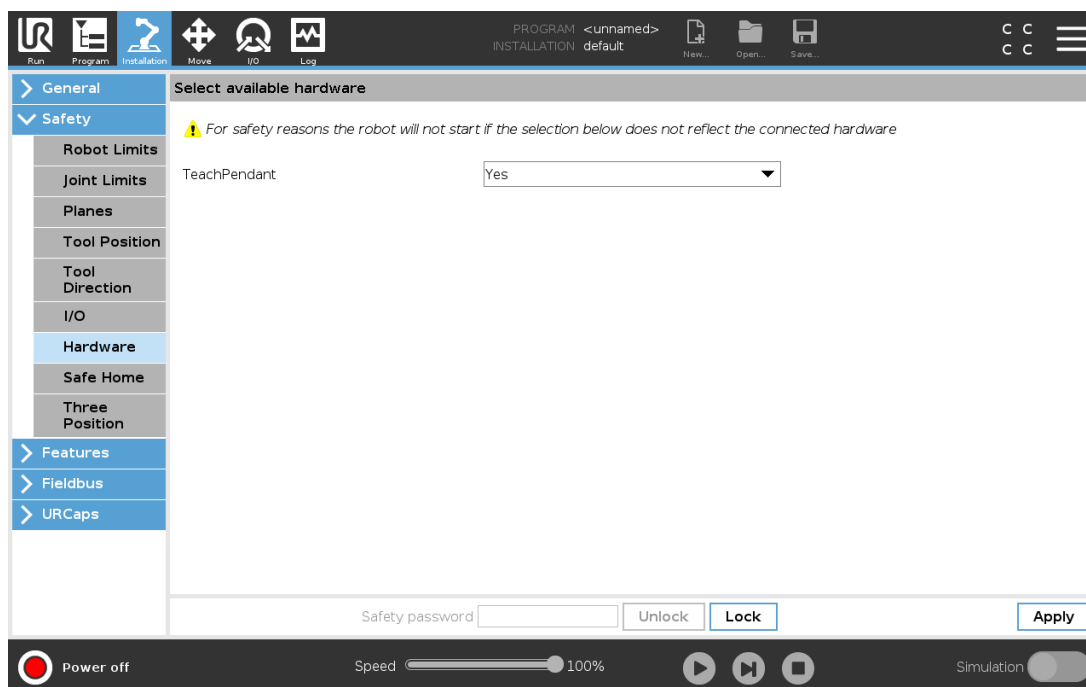 PROGRAM <unnamed>
INSTALLATION default
UR
Run Program Installation Move I/O Log New... Open... Save...
C C
C C
General
Safety
Robot Limits
Joint Limits
Planes
Tool Position
Tool
Direction
I/O
Hardware
Safe Home
Three
Position
Features
Fieldbus
URCaps
Select available hardware
For safety reasons the robot will not start if the selection below does not reflect the connected hardware
TeachPendant Yes
Safety password Unlock Lock Apply
Power off Speed 100% Simulation